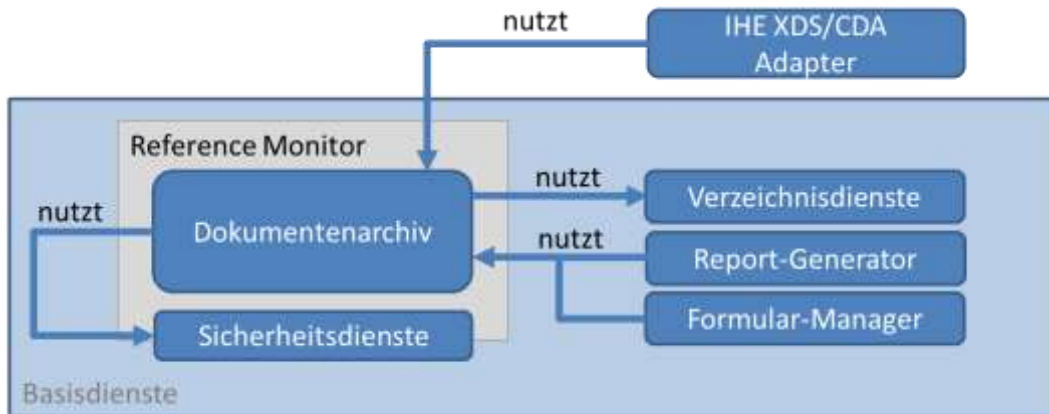 nutzt
IHE XDS/CDA
Adapter
Reference Monitor
nutzt
Verzeichnisdienste
nutzt
Dokumentenarchiv
nutzt
Report-Generator
Formular-Manager
Sicherheitsdienste
Basisdienste